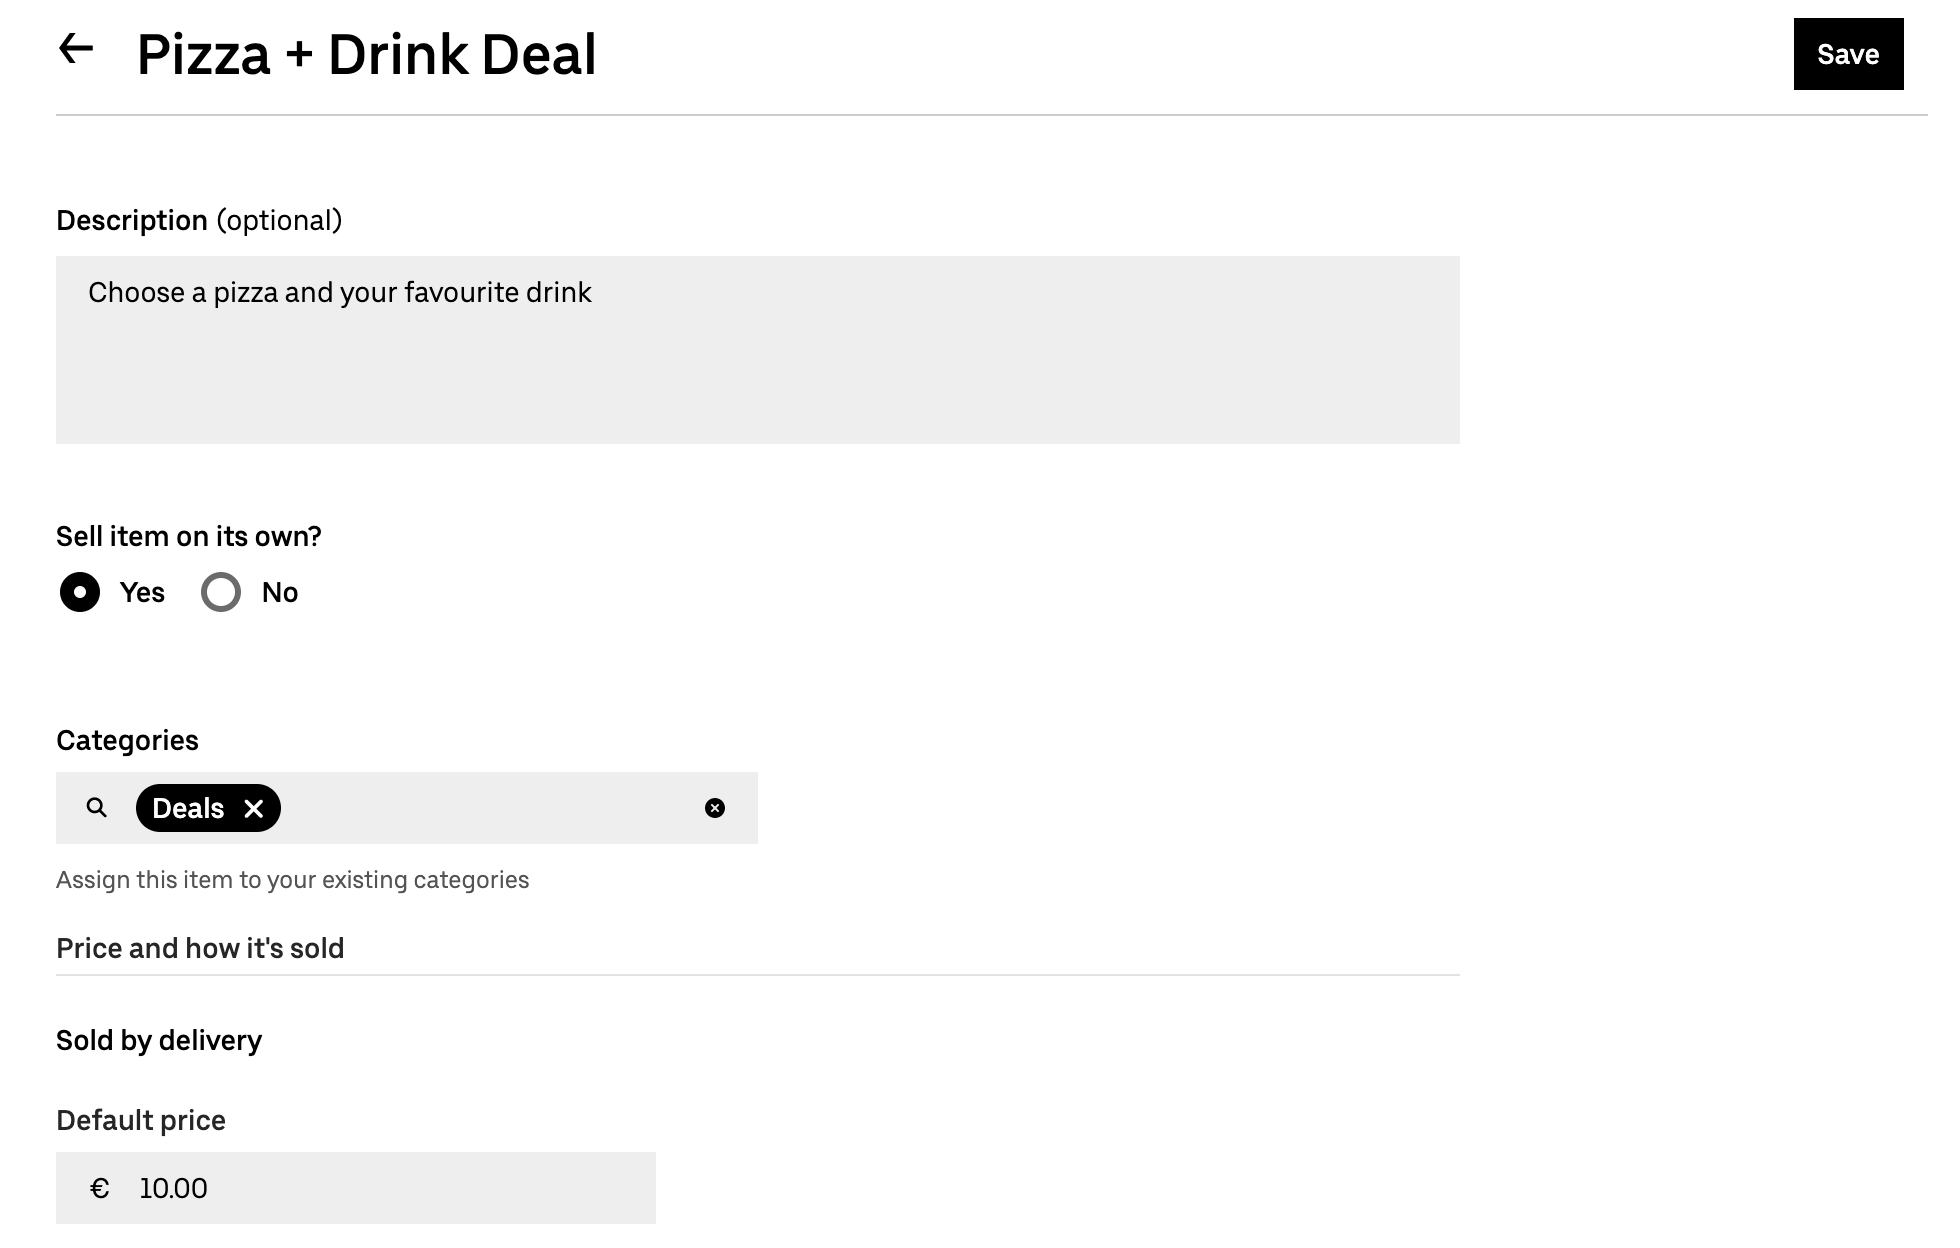 Pizza + Drink Deal
Save
Description (optional)
Choose a pizza and your favourite drink
Sell item on its own?
Yes No
Categories
Deals
Assign this item to your existing categories
Price and how it's sold
Sold by delivery
Default price
€ 10.00